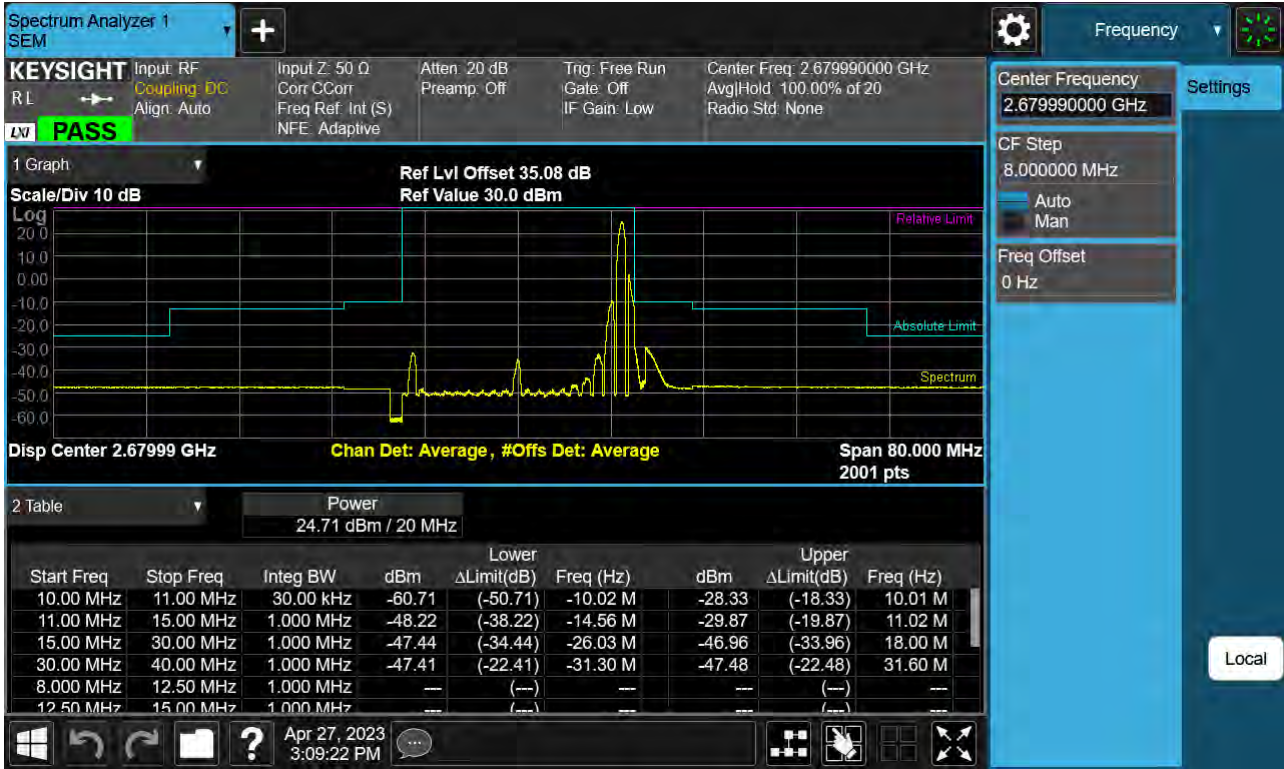 Spectrum Analyzer 1
SEM
Frequency
KEYSIGHT
R L
LXI
PASS
Input: RF
Coupling: DC
Align: Auto
Input Z: 50 Ω
Corr CCorr
Freq Ref: Int (S)
NFE: Adaptive
Atten: 20 dB
Preamp: Off
Trig: Free Run
Gate: Off
IF Gain: Low
Center Freq: 2.679990000 GHz
Avg|Hold: 100.00% of 20
Radio Std: None
Center Frequency
2.679990000 GHz
Settings
CF Step
8.000000 MHz
Auto
Man
Freq Offset
0 Hz
1 Graph
Scale/Div 10 dB
Ref Lvl Offset 35.08 dB
Ref Value 30.0 dBm
Log
20.0
10.0
0.00
-10.0
-20.0
-30.0
-40.0
-50.0
-60.0
Relative Limit
Absolute Limit
Spectrum
Disp Center 2.67999 GHz
Chan Det: Average, #Offs Det: Average
Span 80.000 MHz
2001 pts
2 Table
Power
24.71 dBm / 20 MHz
Lower Upper
Start Freq Stop Freq Integ BW dBm ΔLimit(dB) Freq (Hz) dBm ΔLimit(dB) Freq (Hz)
10.00 MHz 11.00 MHz 30.00 kHz -60.71 (-50.71) -10.02 M -28.33 (-18.33) 10.01 M
11.00 MHz 15.00 MHz 1.000 MHz -48.22 (-38.22) -14.56 M -29.87 (-19.87) 11.02 M
15.00 MHz 30.00 MHz 1.000 MHz -47.44 (-34.44) -26.03 M -46.96 (-33.96) 18.00 M
30.00 MHz 40.00 MHz 1.000 MHz -47.41 (-22.41) -31.30 M -47.48 (-22.48) 31.60 M
8.000 MHz 12.50 MHz 1.000 MHz --- (---) --- --- (---) ---
12.50 MHz 15.00 MHz 1.000 MHz --- (---) --- --- (---) ---
Local
?
Apr 27, 2023
3:09:22 PM